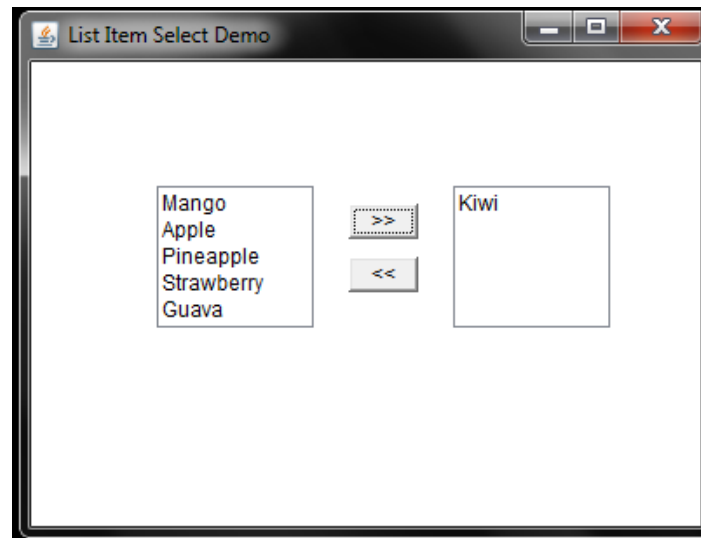 List Item Select Demo
Mango
Apple
Pineapple
Strawberry
Guava
>>
<<
Kiwi